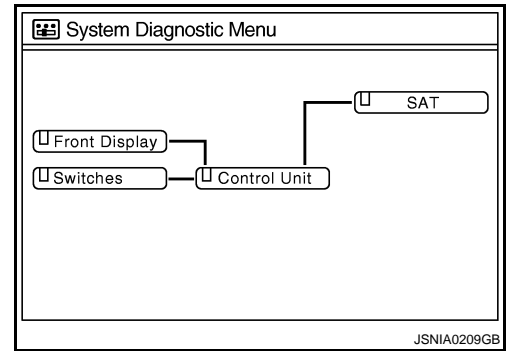 System Diagnostic Menu
SAT
Front Display
Switches
Control Unit
JSNIA0209GB